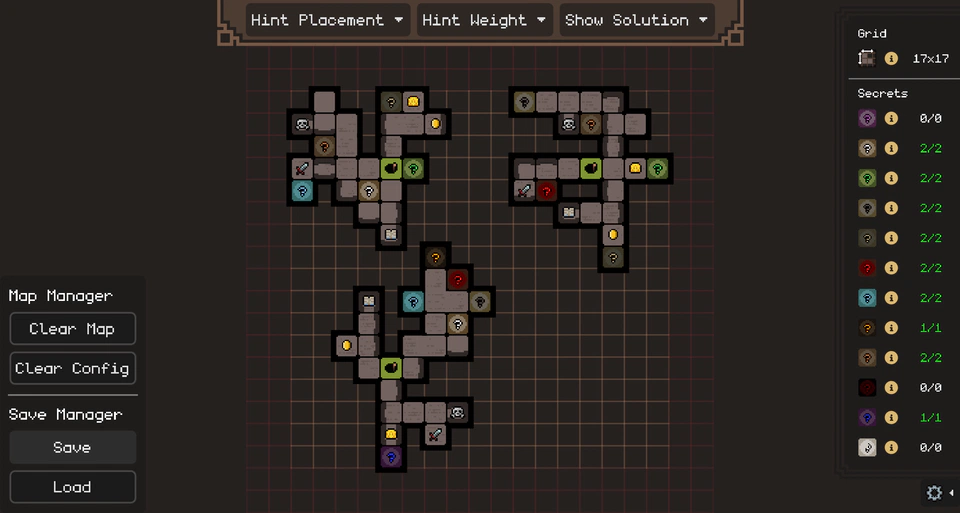 Hint Placement
Hint Weight
Show Solution
Grid
17x17
Secrets
0/0
2/2
2/2
2/2
2/2
2/2
2/2
1/1
2/2
0/0
1/1
0/0
Map Manager
Clear Map
Clear Config
Save Manager
Save
Load